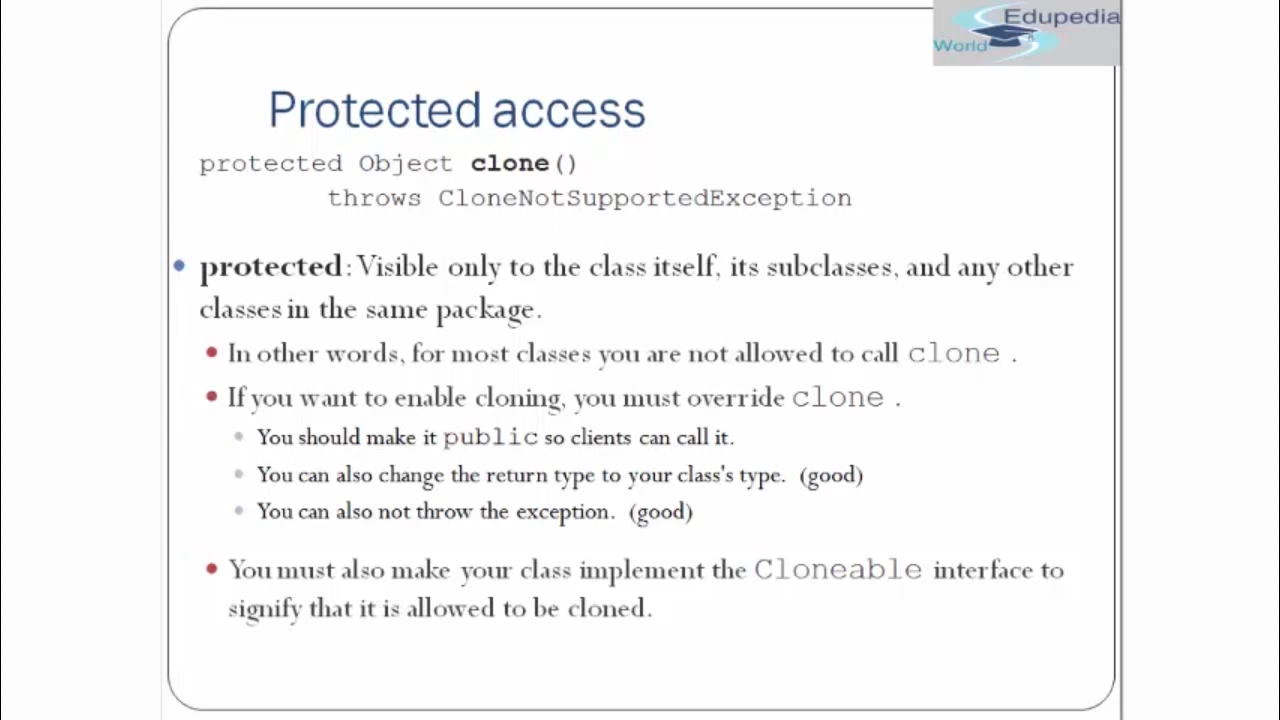 Edupedia
World
Protected access
protected Object clone()
throws CloneNotSupportedException
protected: Visible only to the class itself, its subclasses, and any other
classes in the same package.
In other words, for most classes you are not allowed to call clone .
If you want to enable cloning, you must override clone .
You should make it public so clients can call it.
You can also change the return type to your class's type. (good)
You can also not throw the exception. (good)
You must also make your class implement the Cloneable interface to
signify that it is allowed to be cloned.